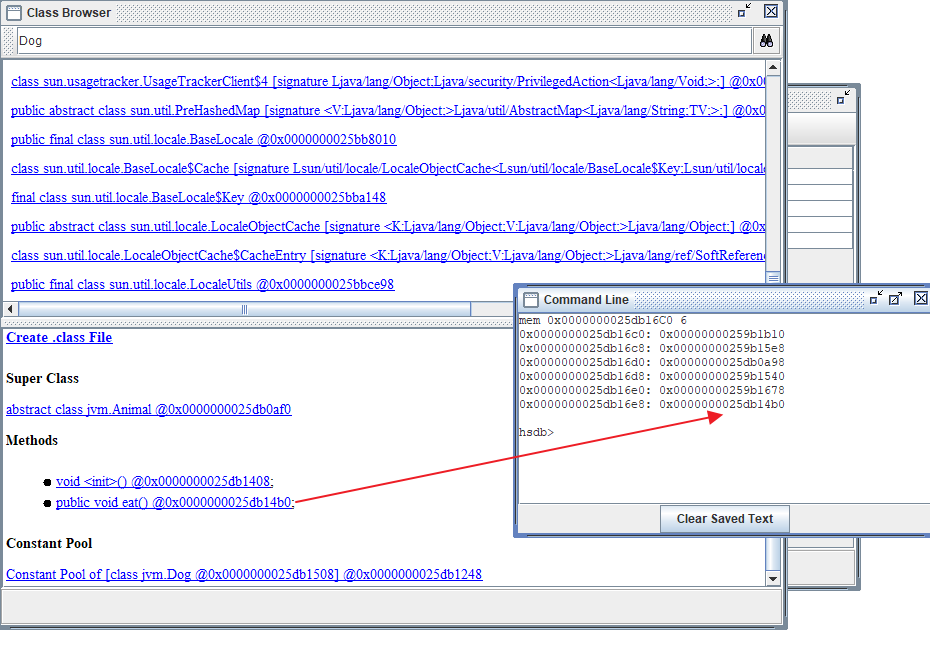 Class Browser
Dog
class sun.usagetracker.UsageTrackerClient$4 [signature Ljava/lang/Object;Ljava/security/PrivilegedAction<Ljava/lang/Void;>;] @0x0
public abstract class sun.util.PreHashedMap [signature <V:Ljava/lang/Object;>Ljava/util/AbstractMap<Ljava/lang/String;TV;>;] @0x0
public final class sun.util.locale.BaseLocale @0x0000000025bb8010
class sun.util.locale.BaseLocale$Cache [signature Lsun/util/locale/LocaleObjectCache<Lsun/util/locale/BaseLocale$Key;Lsun/util/locale
final class sun.util.locale.BaseLocale$Key @0x0000000025bba148
public abstract class sun.util.locale.LocaleObjectCache [signature <K:Ljava/lang/Object;V:Ljava/lang/Object;>Ljava/lang/Object;] @0x
class sun.util.locale.LocaleObjectCache$CacheEntry [signature <K:Ljava/lang/Object;V:Ljava/lang/Object;>Ljava/lang/ref/SoftReferenc
public final class sun.util.locale.LocaleUtils @0x0000000025bbce98
Create .class File
Super Class
abstract class jvm.Animal @0x0000000025db0af0
Methods
void <init>() @0x0000000025db1408;
public void eat() @0x0000000025db14b0;
Constant Pool
Constant Pool of [class jvm.Dog @0x0000000025db1508] @0x0000000025db1248
Command Line
mem 0x0000000025db16C0 6
0x0000000025db16c0: 0x00000000259b1b10
0x0000000025db16c8: 0x00000000259b15e8
0x0000000025db16d0: 0x0000000025db0a98
0x0000000025db16d8: 0x00000000259b1540
0x0000000025db16e0: 0x00000000259b1678
0x0000000025db16e8: 0x0000000025db14b0
hsdb>
Clear Saved Text